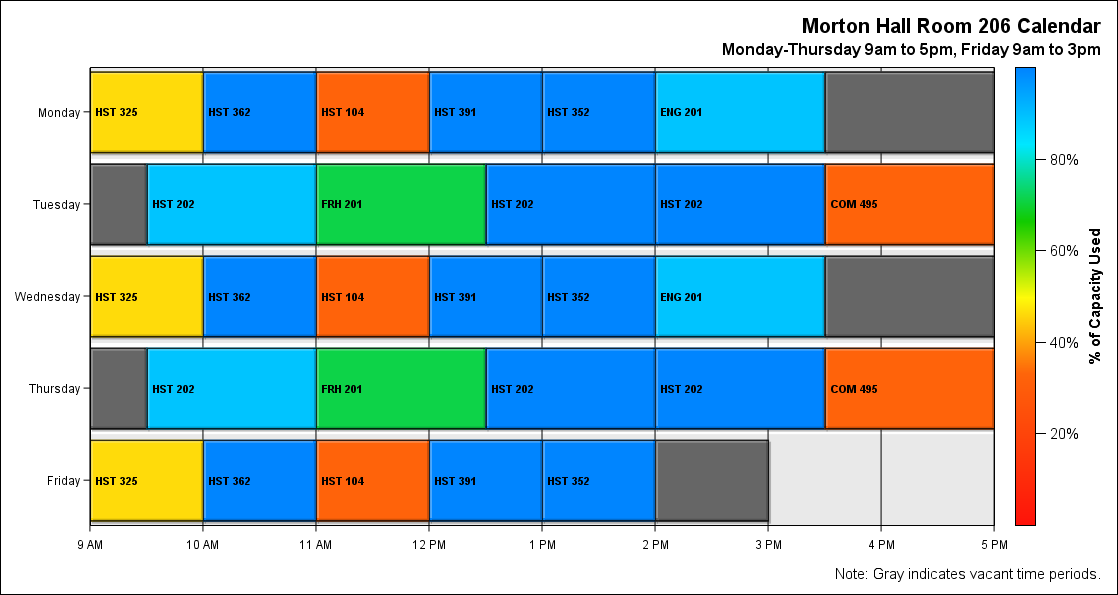 Morton Hall Room 206 Calendar
Monday-Thursday 9am to 5pm, Friday 9am to 3pm
Monday HST 325 HST 362 HST 104 HST 391 HST 352 ENG 201
Tuesday HST 202 FRH 201 HST 202 HST 202 COM 495
Wednesday HST 325 HST 362 HST 104 HST 391 HST 352 ENG 201
Thursday HST 202 FRH 201 HST 202 HST 202 COM 495
Friday HST 325 HST 362 HST 104 HST 391 HST 352
9 AM 10 AM 11 AM 12 PM 1 PM 2 PM 3 PM 4 PM 5 PM
80%
60%
40%
20%
% of Capacity Used
Note: Gray indicates vacant time periods.